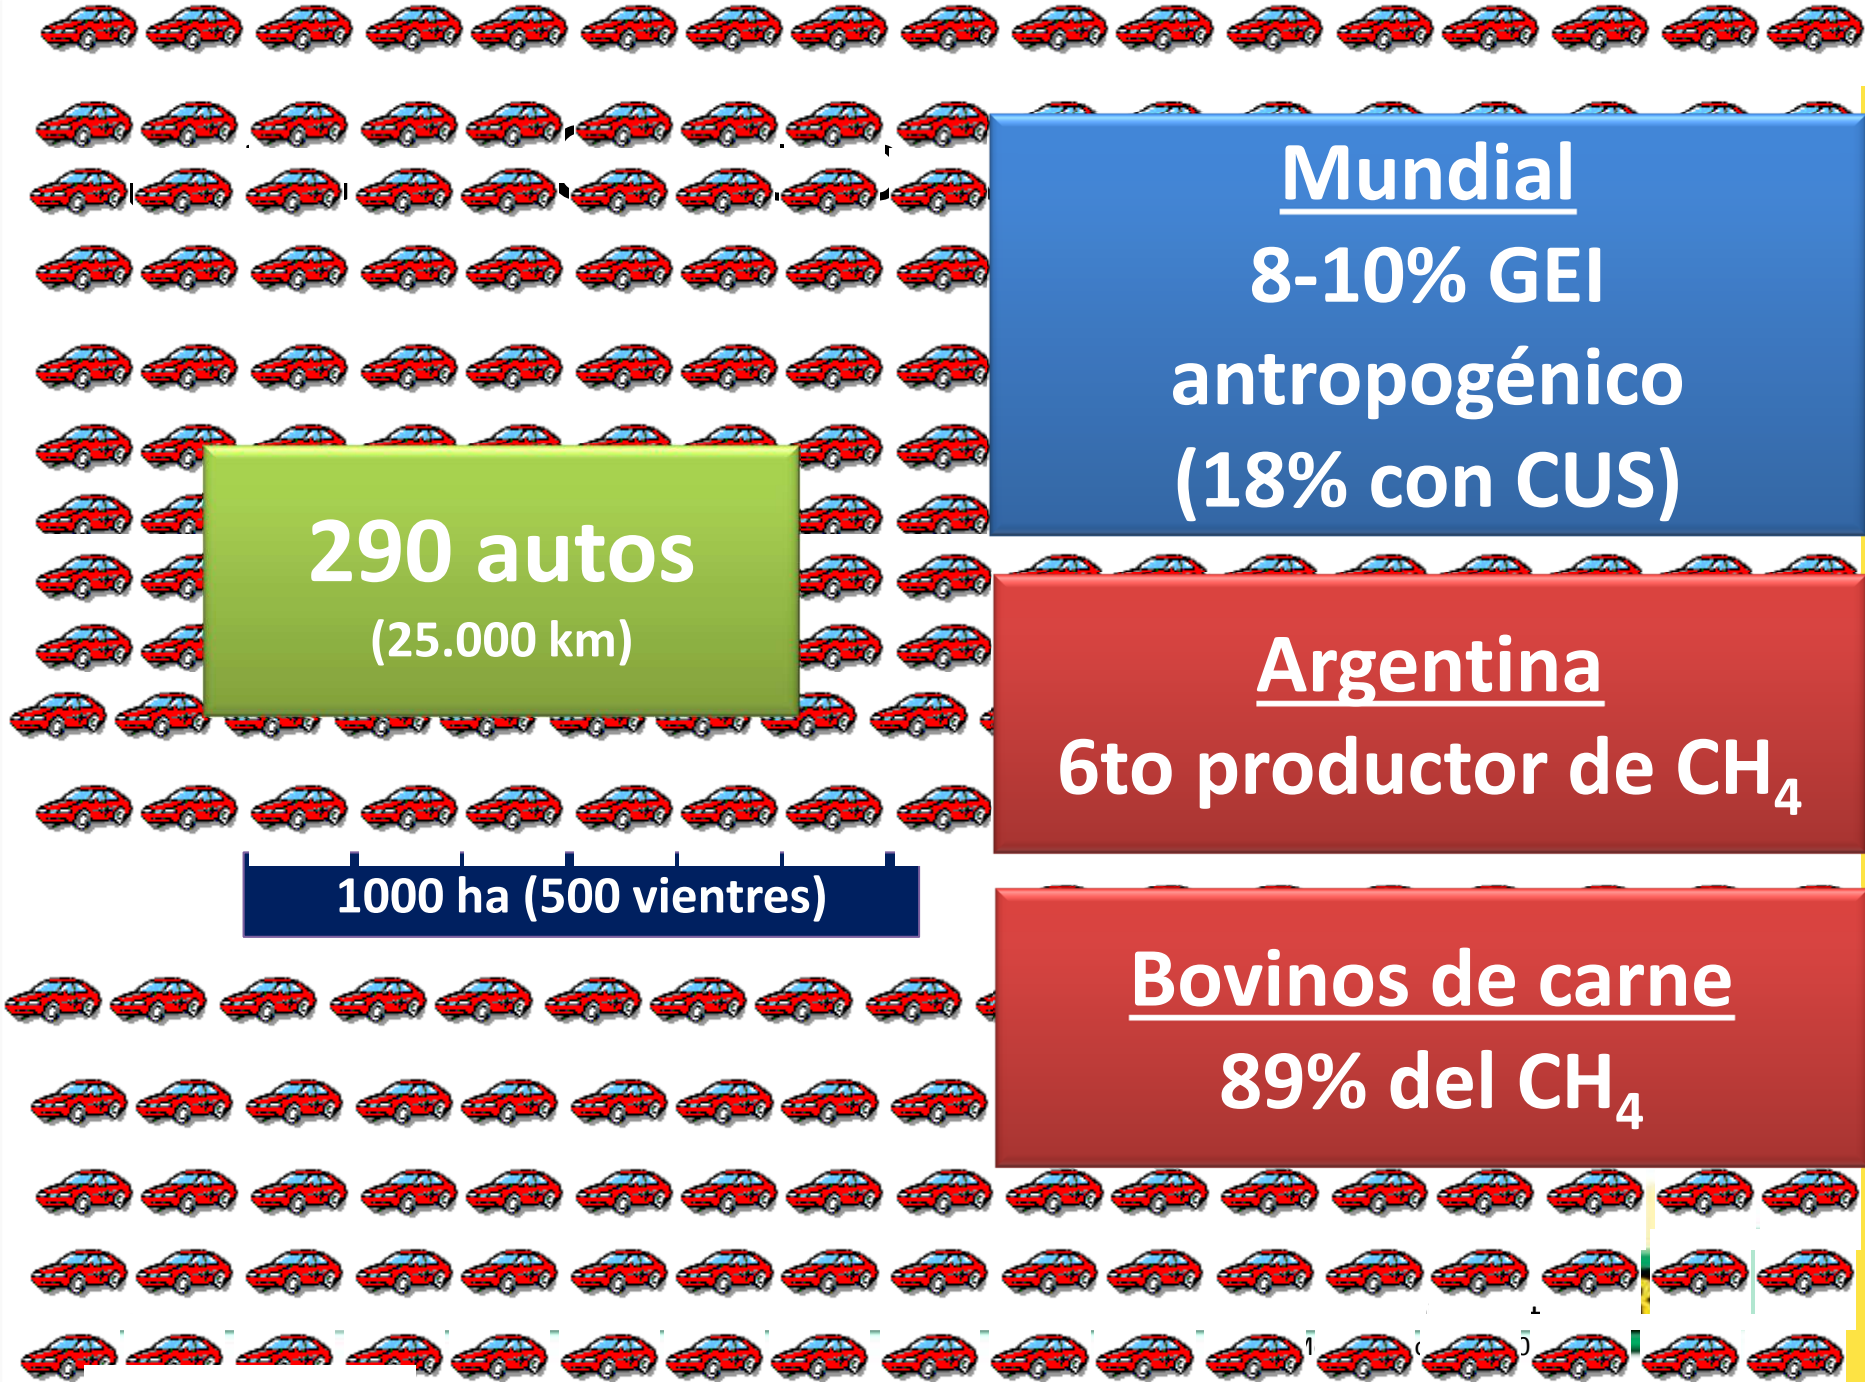 290 autos
(25.000 km)
1000 ha (500 vientres)
Mundial
8-10% GEI
antropogénico
(18% con CUS)
Argentina
6to productor de CH₄
Bovinos de carne
89% del CH₄